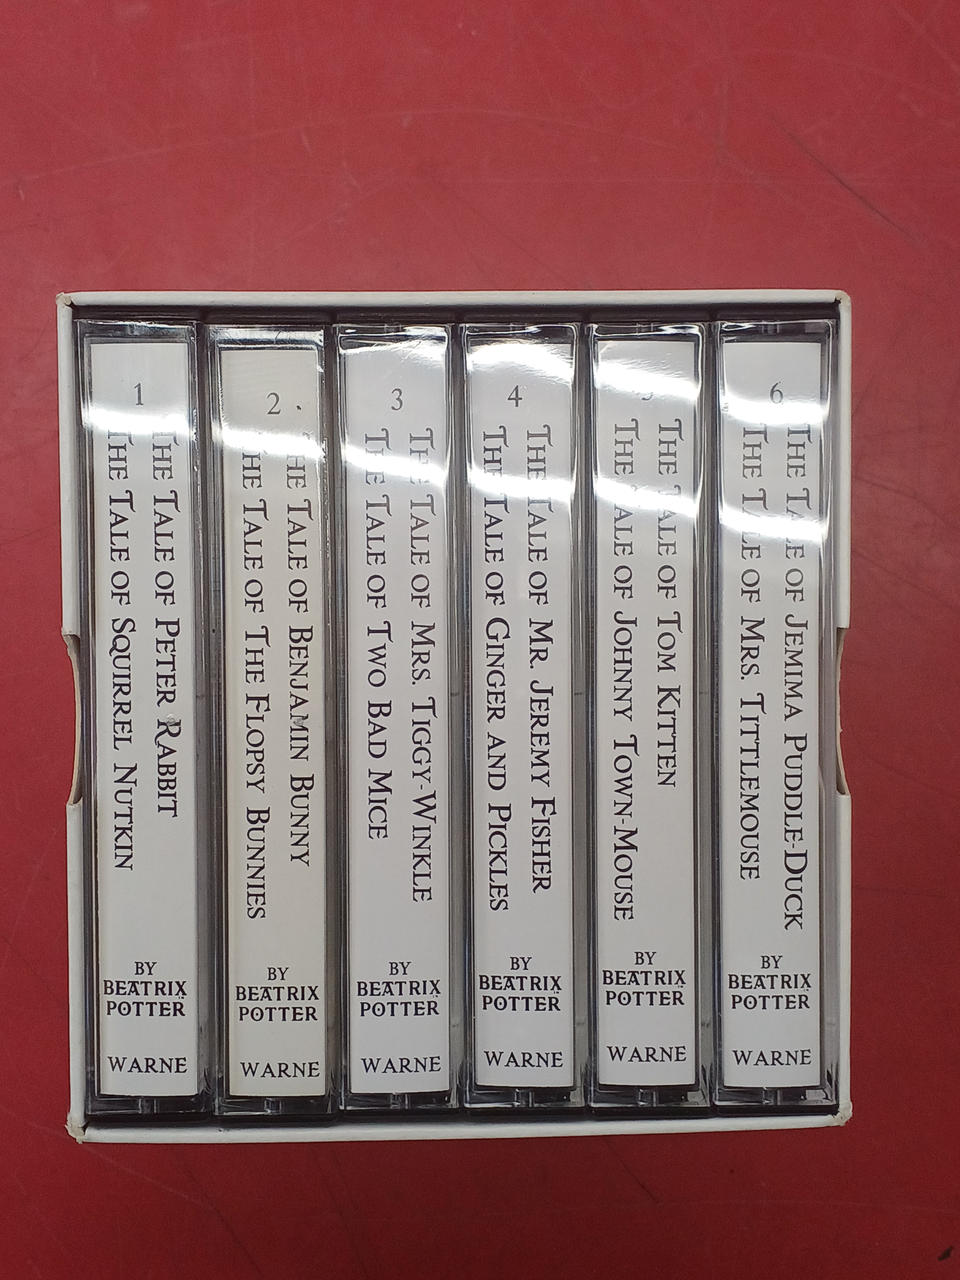 1
THE TALE OF PETER RABBIT
THE TALE OF SQUIRREL NUTKIN
BY
BEATRIX
POTTER
WARNE
2
THE TALE OF BENJAMIN BUNNY
THE TALE OF THE FLOPSY BUNNIES
BY
BEATRIX
POTTER
WARNE
3
THE TALE OF MRS. TIGGY-WINKLE
THE TALE OF TWO BAD MICE
BY
BEATRIX
POTTER
WARNE
4
THE TALE OF MR. JEREMY FISHER
THE TALE OF GINGER AND PICKLES
BY
BEATRIX
POTTER
WARNE
5
THE TALE OF TOM KITTEN
THE TALE OF JOHNNY TOWN-MOUSE
BY
BEATRIX
POTTER
WARNE
6
THE TALE OF JEMIMA PUDDLE-DUCK
THE TALE OF MRS. TITTLEMOUSE
BY
BEATRIX
POTTER
WARNE